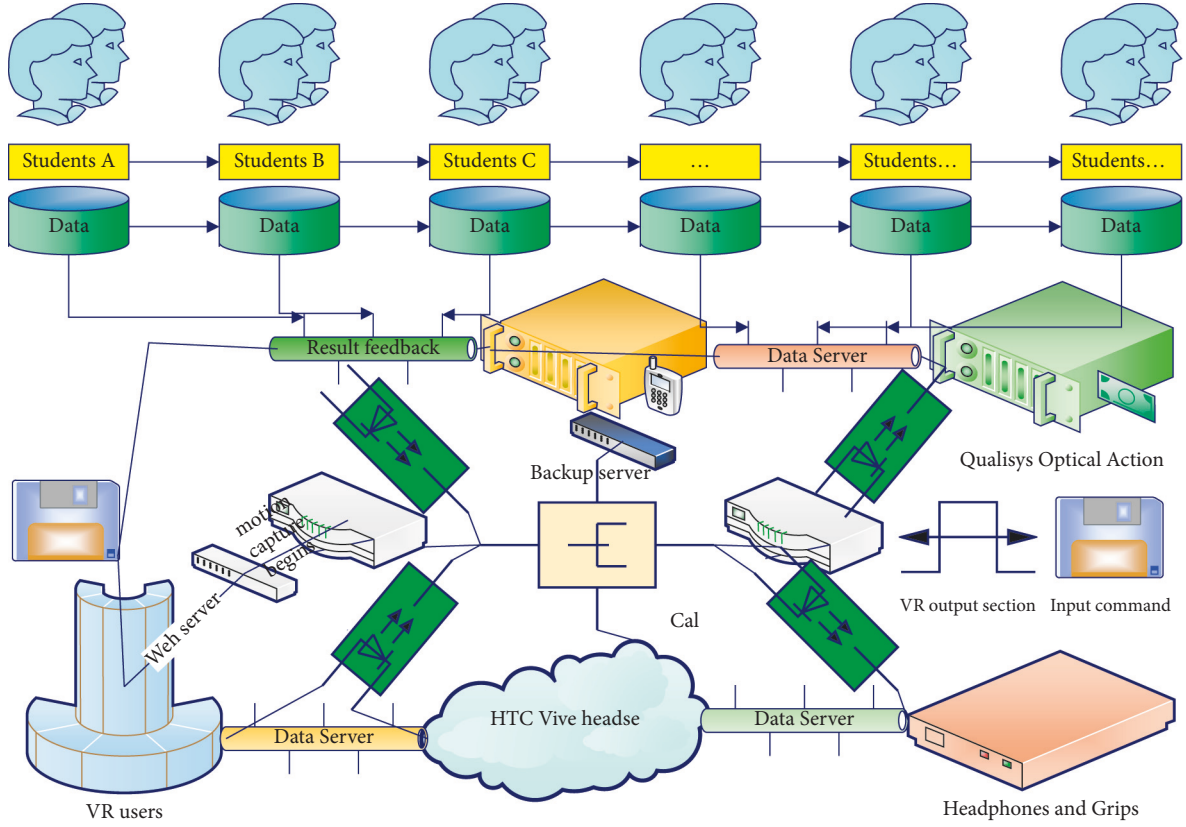 Students A
Students B
Students C
…
Students…
Students…
Data
Data
Data
Data
Data
Data
Result feedback
Data Server
Backup server
Qualisys Optical Action
motion
capture
begins
Weh server
VR output section
Input command
Cal
HTC Vive headse
Data Server
Data Server
VR users
Headphones and Grips